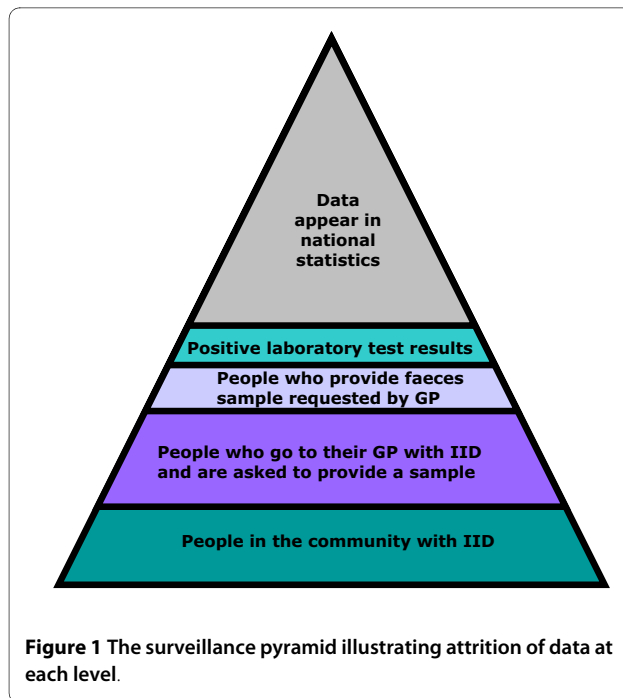 Data
appear in
national
statistics
Positive laboratory test results
People who provide faeces
sample requested by GP
People who go to their GP with IID
and are asked to provide a sample
People in the community with IID
Figure 1 The surveillance pyramid illustrating attrition of data at
each level.